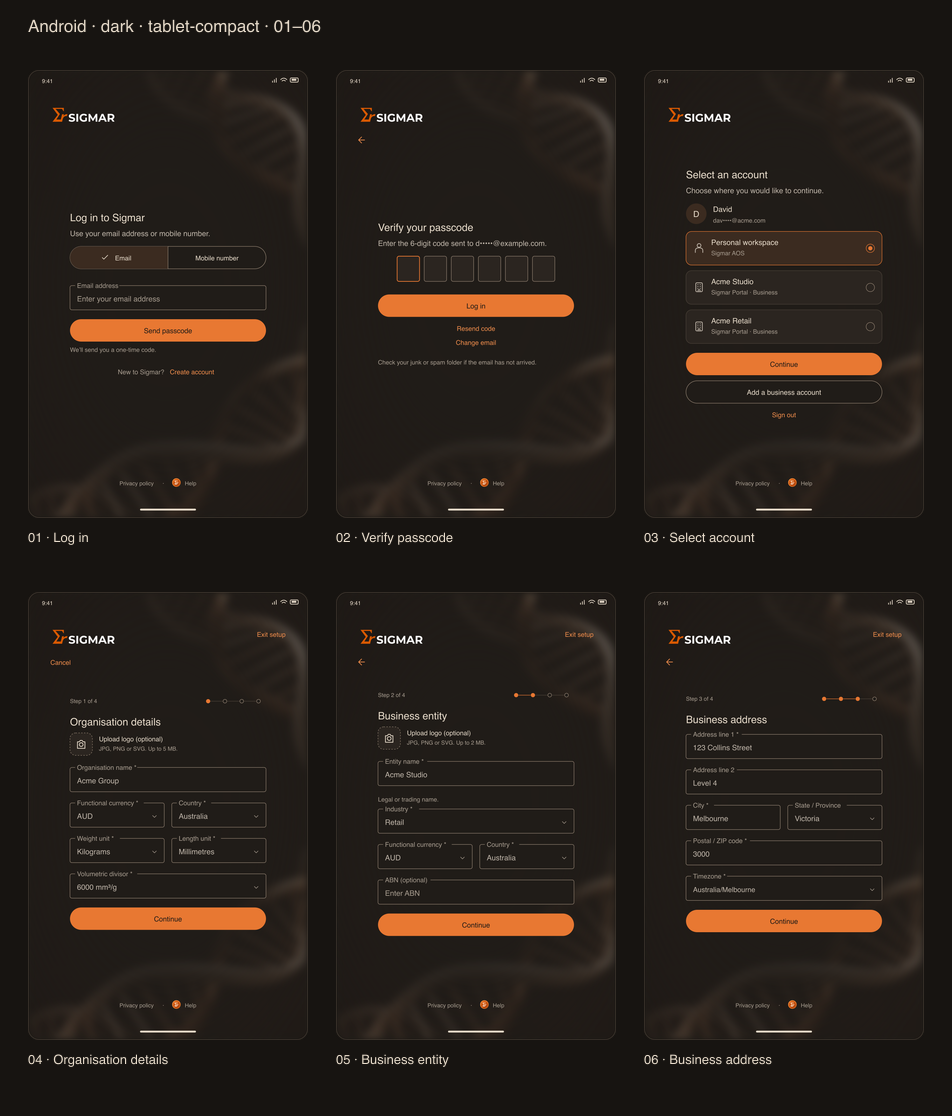 Android · dark · tablet-compact · 01–06
9:41
SIGMAR
Log in to Sigmar
Use your email address or mobile number.
Email
Mobile number
Email address
Enter your email address
Send passcode
We'll send you a one-time code.
New to Sigmar? Create account
Privacy policy · Help
01 · Log in
9:41
SIGMAR
Verify your passcode
Enter the 6-digit code sent to d•••••@example.com.
Log in
Resend code
Change email
Check your junk or spam folder if the email has not arrived.
Privacy policy · Help
02 · Verify passcode
9:41
SIGMAR
Select an account
Choose where you would like to continue.
D
David
dav••••@acme.com
Personal workspace
Sigmar AOS
Acme Studio
Sigmar Portal · Business
Acme Retail
Sigmar Portal · Business
Continue
Add a business account
Sign out
Privacy policy · Help
03 · Select account
9:41
SIGMAR
Exit setup
Cancel
Step 1 of 4
Organisation details
Upload logo (optional)
JPG, PNG or SVG. Up to 5 MB.
Organisation name *
Acme Group
Functional currency *
AUD
Country *
Australia
Weight unit *
Kilograms
Length unit *
Millimetres
Volumetric divisor *
6000 mm³/g
Continue
Privacy policy · Help
04 · Organisation details
9:41
SIGMAR
Exit setup
Step 2 of 4
Business entity
Upload logo (optional)
JPG, PNG or SVG. Up to 2 MB.
Entity name *
Acme Studio
Legal or trading name.
Industry *
Retail
Functional currency *
AUD
Country *
Australia
ABN (optional)
Enter ABN
Continue
Privacy policy · Help
05 · Business entity
9:41
SIGMAR
Exit setup
Step 3 of 4
Business address
Address line 1 *
123 Collins Street
Address line 2
Level 4
City *
Melbourne
State / Province
Victoria
Postal / ZIP code *
3000
Timezone *
Australia/Melbourne
Continue
Privacy policy · Help
06 · Business address